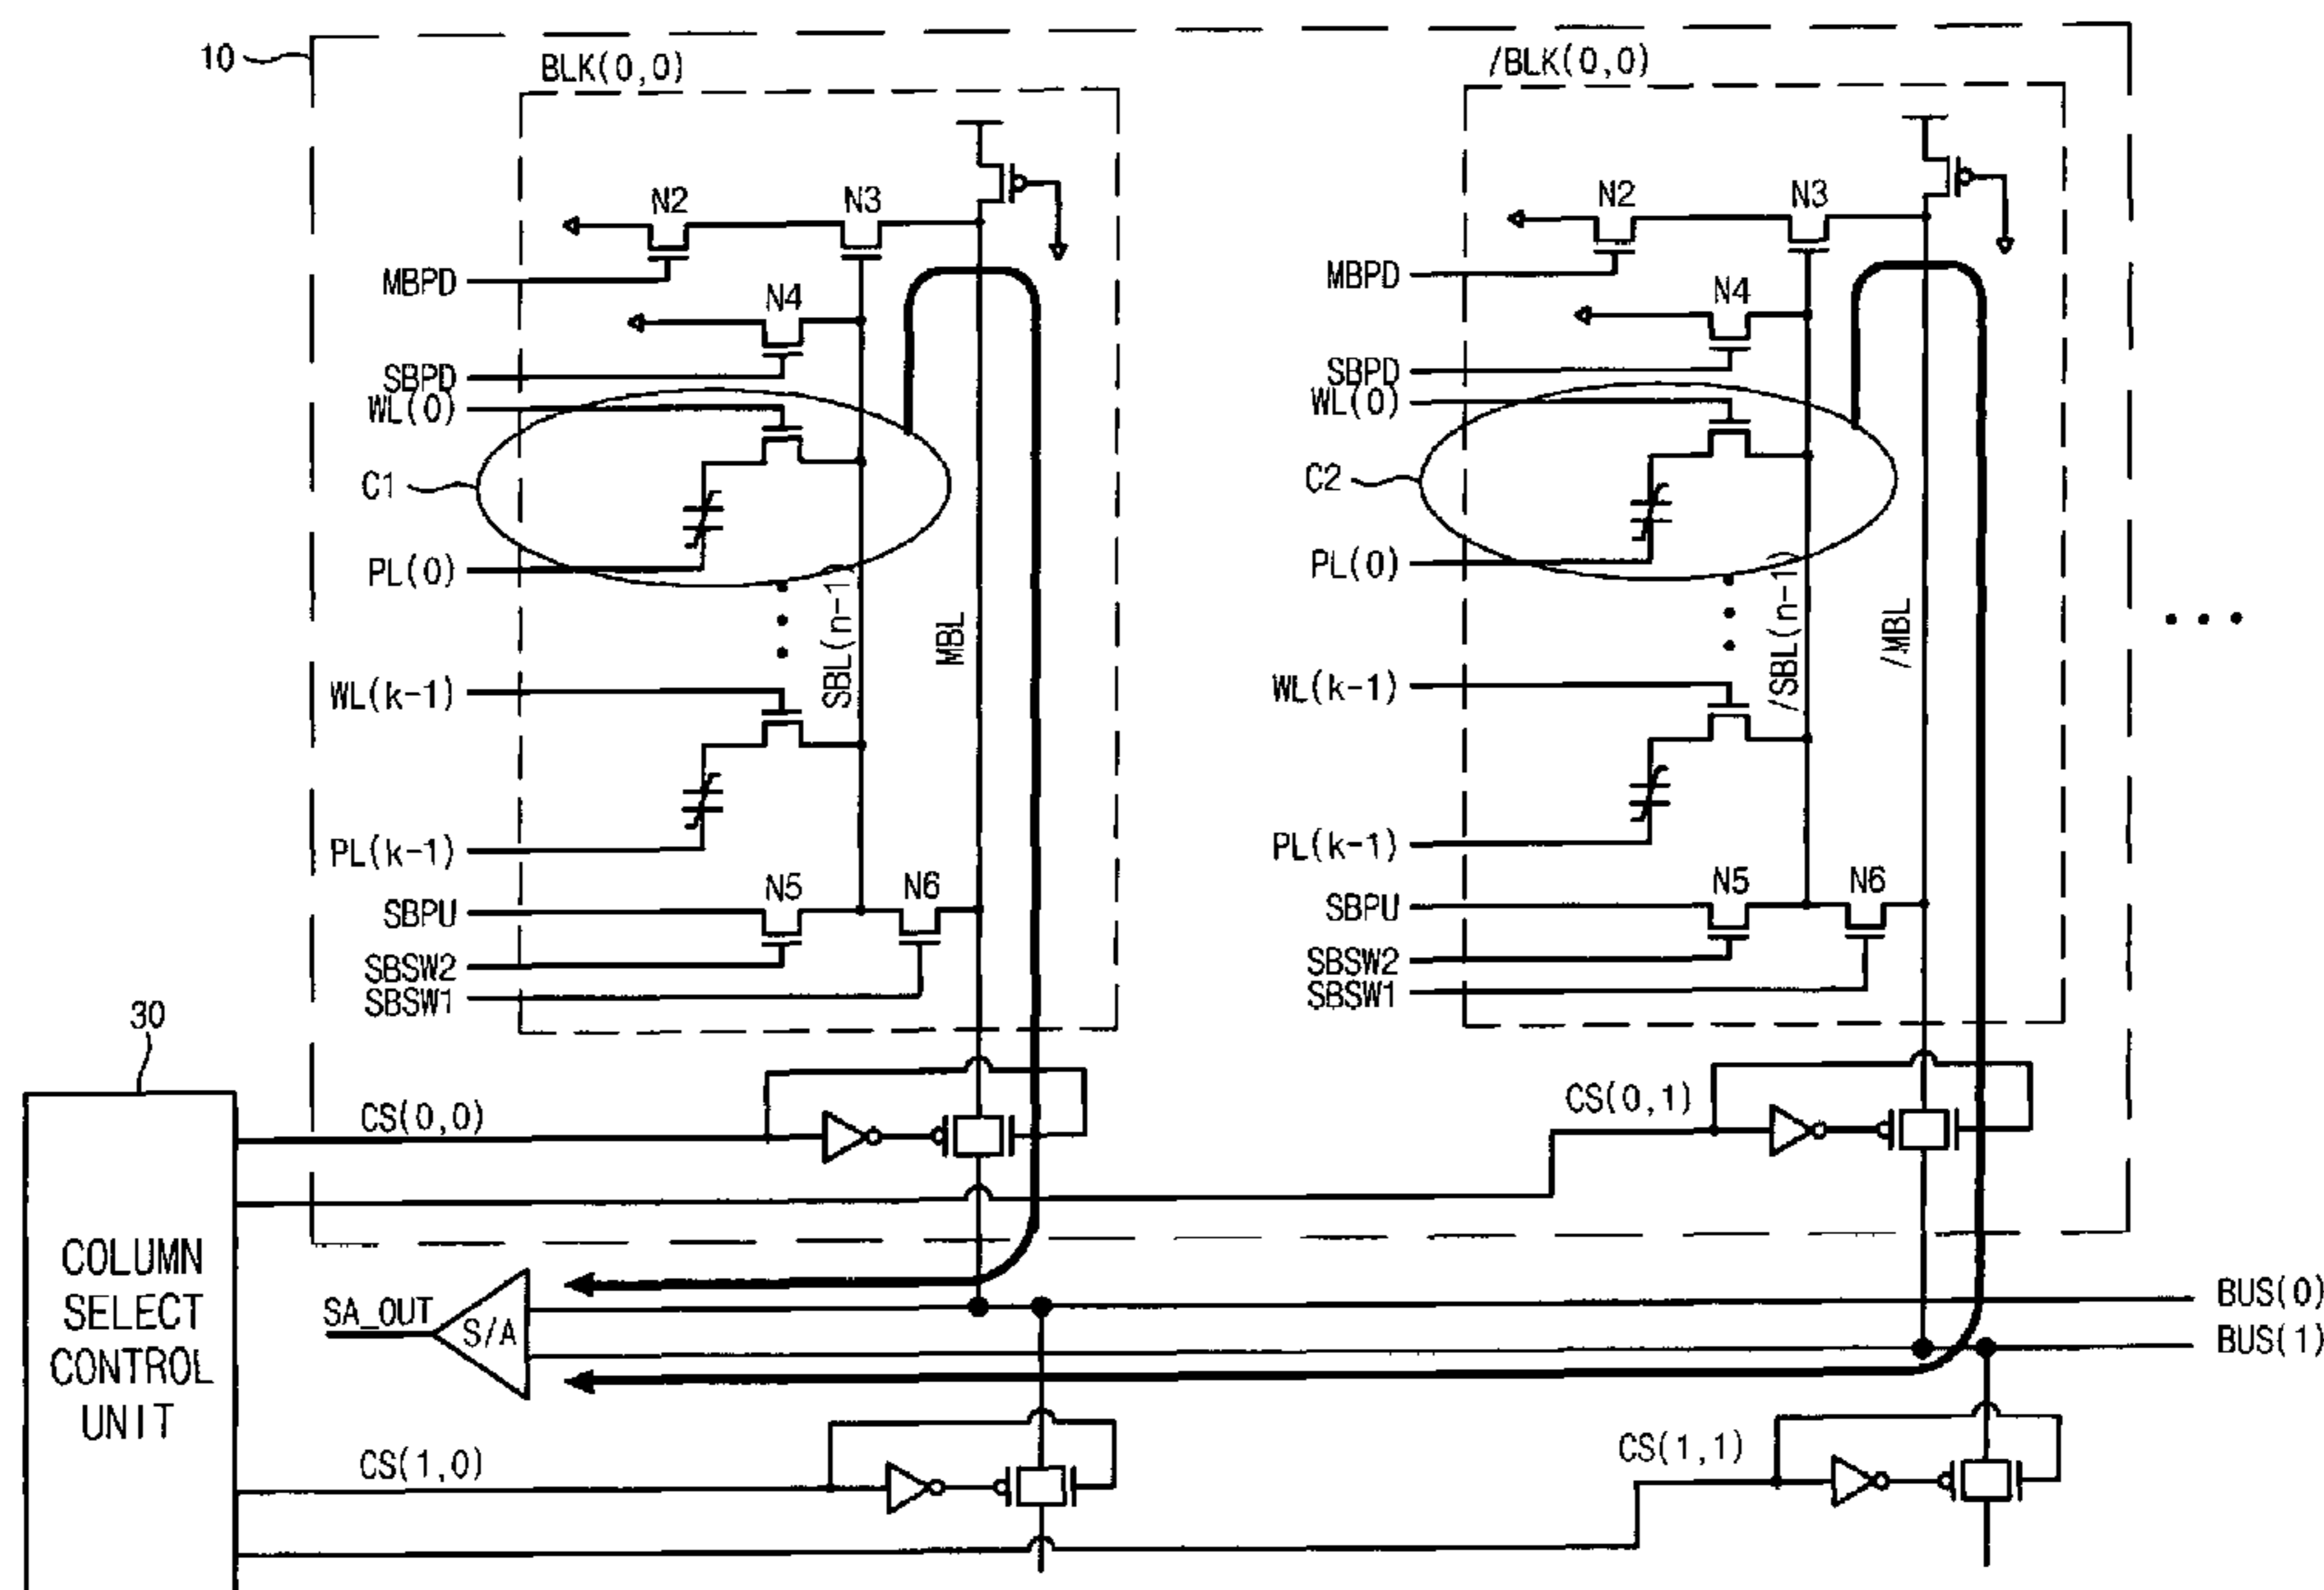 10
BLK(0,0)
N2
N3
MBPD
N4
SBPD
WL(0)
C1
PL(0)
SBL(n-1)
MBL
WL(k-1)
PL(k-1)
N5
N6
SBPU
SBSW2
SBSW1
/BLK(0,0)
N2
N3
MBPD
N4
SBPD
WL(0)
C2
PL(0)
/SBL(n-1)
/MBL
WL(k-1)
PL(k-1)
N5
N6
SBPU
SBSW2
SBSW1
30
COLUMN
SELECT
CONTROL
UNIT
CS(0,0)
CS(0,1)
SA_OUT
S/A
BUS(0)
BUS(1)
CS(1,0)
CS(1,1)